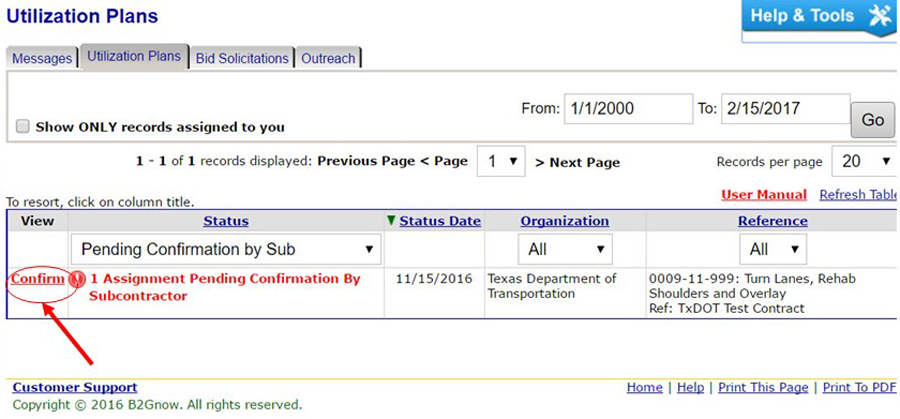 Utilization Plans
Help & Tools
Messages Utilization Plans Bid Solicitations Outreach
From: 1/1/2000 To: 2/15/2017 Go
Show ONLY records assigned to you
1 - 1 of 1 records displayed: Previous Page < Page 1 > Next Page Records per page 20
User Manual Refresh Table
To resort, click on column title.
View Status Status Date Organization Reference
Pending Confirmation by Sub All All
Confirm M 1 Assignment Pending Confirmation By Subcontractor 11/15/2016 Texas Department of Transportation 0009-11-999: Turn Lanes, Rehab Shoulders and Overlay
Ref: TxDOT Test Contract
Customer Support Home | Help | Print This Page | Print To PDF
Copyright © 2016 B2Gnow. All rights reserved.